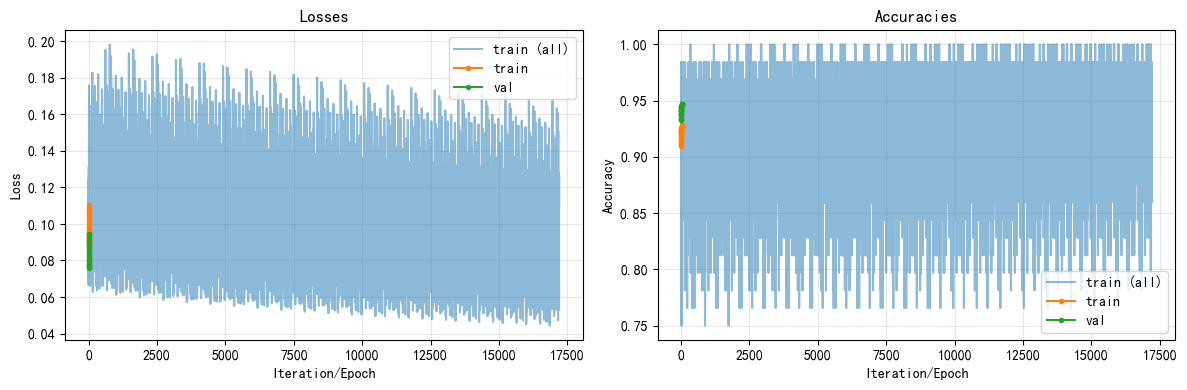 Losses
0.20
0.18
0.16
0.14
0.12
0.10
0.08
0.06
0.04
Loss
0
2500
5000
7500
10000
12500
15000
17500
Iteration/Epoch
train (all)
train
val
Accuracies
1.00
0.95
0.90
0.85
0.80
0.75
Accuracy
0
2500
5000
7500
10000
12500
15000
17500
Iteration/Epoch
train (all)
train
val